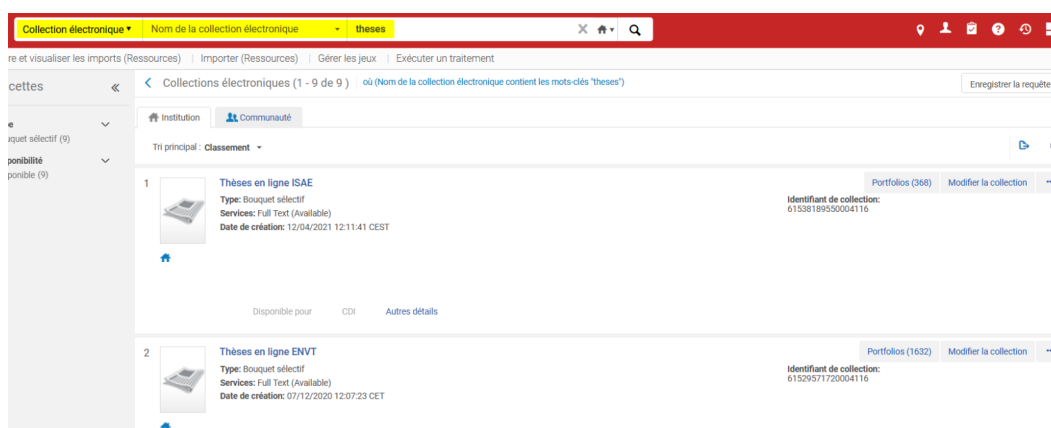 Collection électronique Nom de la collection électronique theses
re et visualiser les imports (Ressources) | Importer (Ressources) | Gérer les jeux | Exécuter un traitement
cettes « Collections électroniques (1 - 9 de 9 ) où (Nom de la collection électronique contient les mots-clés "theses") Enregistrer la requête
Institution Communauté
quet sélectif (9)
Tri principal : Classement
ponibilité
ponible (9)
1 Thèses en ligne ISAE Portfolios (368) Modifier la collection
Type: Bouquet sélectif Identifiant de collection:
Services: Full Text (Available) 61538189550004116
Date de création: 12/04/2021 12:11:41 CEST
Disponible pour CDI Autres détails
2 Thèses en ligne ENVT Portfolios (1632) Modifier la collection
Type: Bouquet sélectif Identifiant de collection:
Services: Full Text (Available) 61529571720004116
Date de création: 07/12/2020 12:07:23 CET